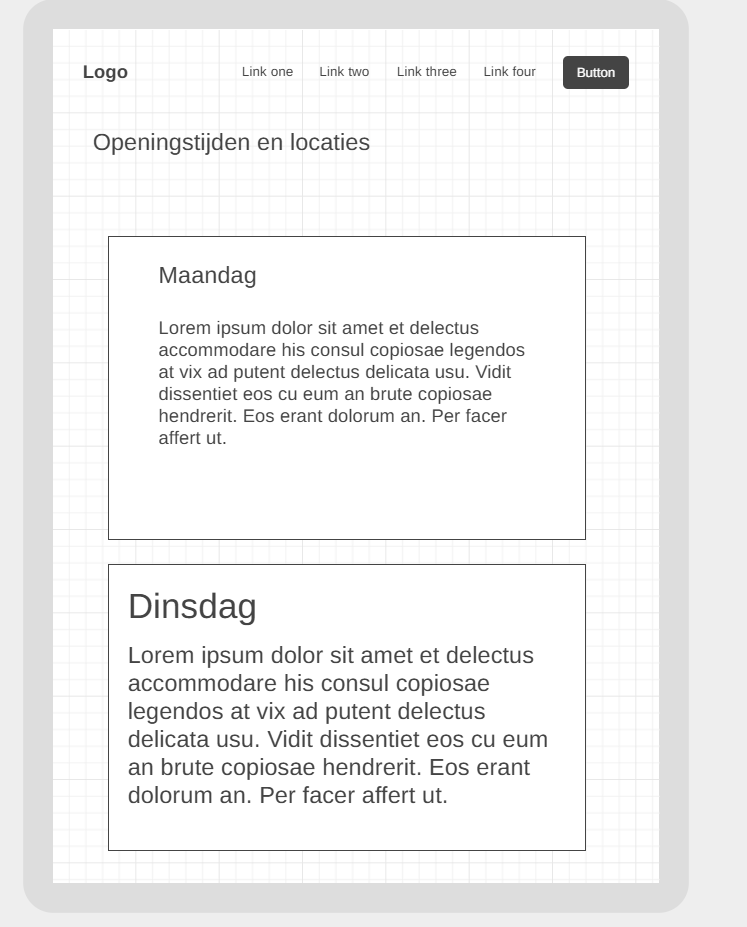 Logo
Link one
Link two
Link three
Link four
Button
Openingstijden en locaties
Maandag
Lorem ipsum dolor sit amet et delectus
accommodare his consul copiosae legendos
at vix ad putent delectus delicata usu. Vidit
dissentiet eos cu eum an brute copiosae
hendrerit. Eos erant dolorum an. Per facer
affert ut.
Dinsdag
Lorem ipsum dolor sit amet et delectus
accommodare his consul copiosae
legendos at vix ad putent delectus
delicata usu. Vidit dissentiet eos cu eum
an brute copiosae hendrerit. Eos erant
dolorum an. Per facer affert ut.